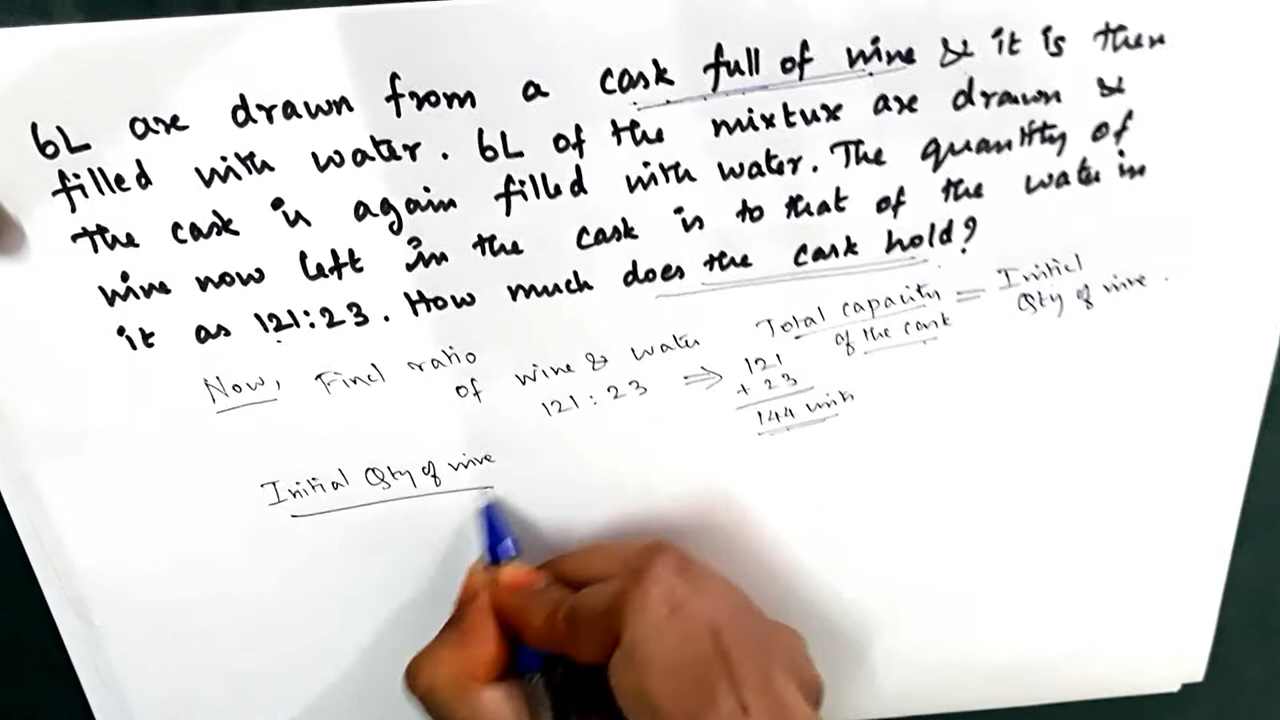 6L are drawn from a cask full of wine & it is then
filled with water. 6L of the mixture are drawn &
the cask is again filled with water. The quantity of
wine now left in the cask is to that of the water in
it as 121:23. How much does the cask hold?
Now, Find ratio
of wine & water
121 : 23 ⇒
121
+ 23
144 units
Total capacity
of the cask
= Initial
Qty of wine.
Initial Qty of wine